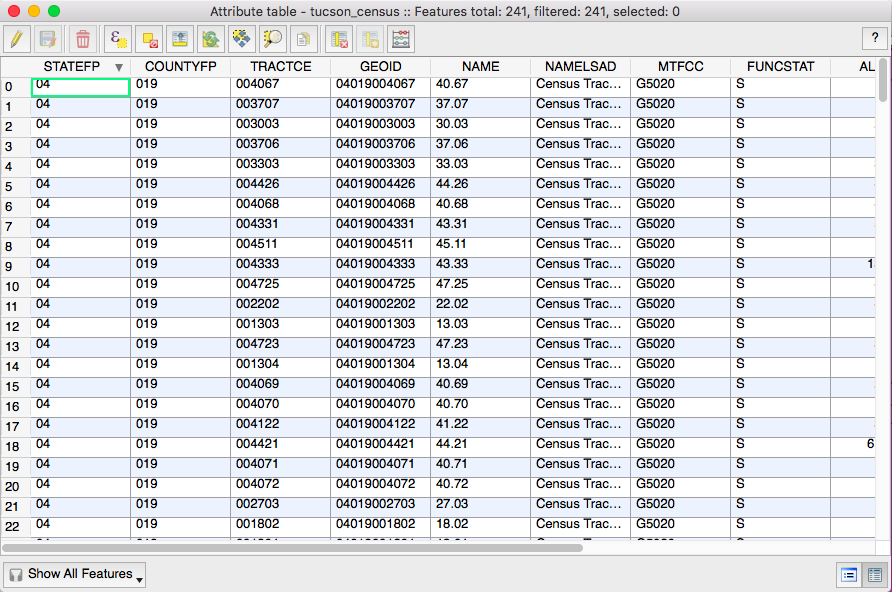 Attribute table - tucson_census :: Features total: 241, filtered: 241, selected: 0
ε
?
STATEFP COUNTYFP TRACTCE GEOID NAME NAMELSAD MTFCC FUNCSTAT AL
0 04 019 004067 04019004067 40.67 Census Trac... G5020 S
1 04 019 003707 04019003707 37.07 Census Trac... G5020 S
2 04 019 003003 04019003003 30.03 Census Trac... G5020 S
3 04 019 003706 04019003706 37.06 Census Trac... G5020 S
4 04 019 003303 04019003303 33.03 Census Trac... G5020 S
5 04 019 004426 04019004426 44.26 Census Trac... G5020 S
6 04 019 004068 04019004068 40.68 Census Trac... G5020 S
7 04 019 004331 04019004331 43.31 Census Trac... G5020 S
8 04 019 004511 04019004511 45.11 Census Trac... G5020 S
9 04 019 004333 04019004333 43.33 Census Trac... G5020 S 1
10 04 019 004725 04019004725 47.25 Census Trac... G5020 S
11 04 019 002202 04019002202 22.02 Census Trac... G5020 S
12 04 019 001303 04019001303 13.03 Census Trac... G5020 S
13 04 019 004723 04019004723 47.23 Census Trac... G5020 S
14 04 019 001304 04019001304 13.04 Census Trac... G5020 S
15 04 019 004069 04019004069 40.69 Census Trac... G5020 S
16 04 019 004070 04019004070 40.70 Census Trac... G5020 S
17 04 019 004122 04019004122 41.22 Census Trac... G5020 S
18 04 019 004421 04019004421 44.21 Census Trac... G5020 S 6
19 04 019 004071 04019004071 40.71 Census Trac... G5020 S
20 04 019 004072 04019004072 40.72 Census Trac... G5020 S
21 04 019 002703 04019002703 27.03 Census Trac... G5020 S
22 04 019 001802 04019001802 18.02 Census Trac... G5020 S
Show All Features